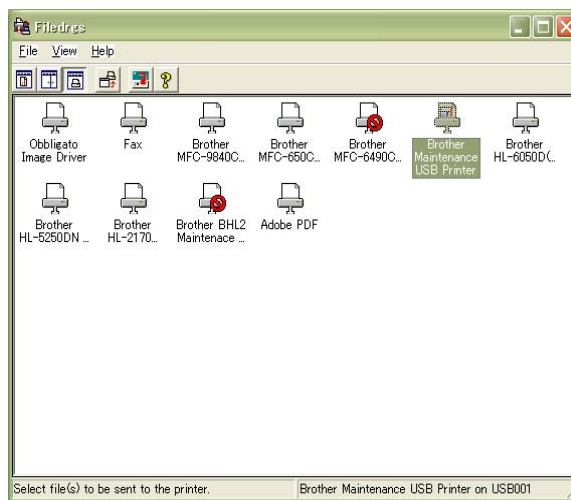 Filedrgs
File View Help
Obbligato
Image Driver
Fax
Brother
MFC-9840C...
Brother
MFC-650C...
Brother
MFC-6490C...
Brother
Maintenance
USB Printer
Brother
HL-6050D(...
Brother
HL-5250DN ...
Brother
HL-2170...
Brother BHL2
Maintenace ...
Adobe PDF
Select file(s) to be sent to the printer.
Brother Maintenance USB Printer on USB001